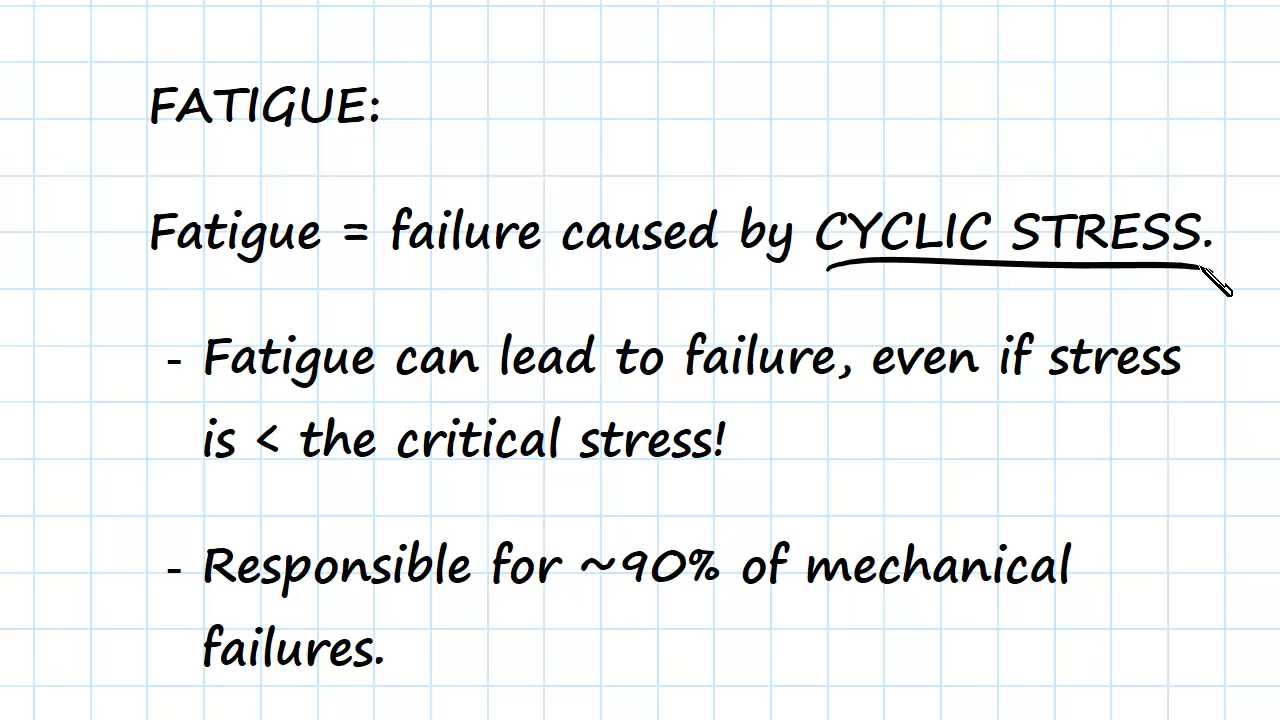 FATIGUE:
Fatigue = failure caused by CYCLIC STRESS.
- Fatigue can lead to failure, even if stress
is < the critical stress!
- Responsible for ~90% of mechanical
failures.